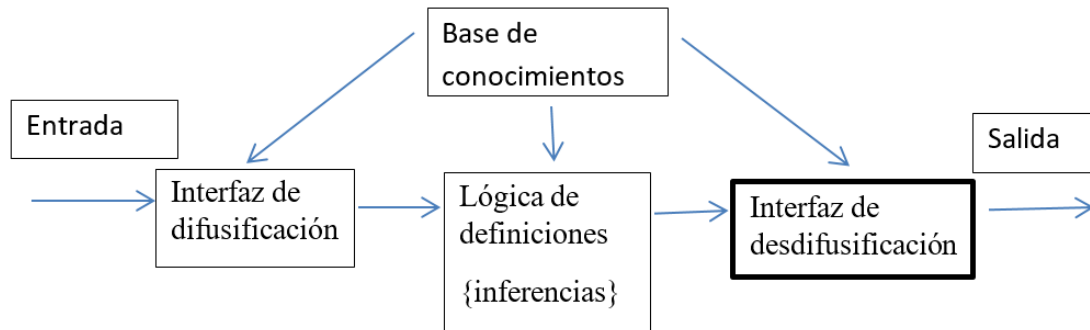 Base de
conocimientos
Entrada
Salida
Interfaz de
difusificación
Lógica de
definiciones
{inferencias}
Interfaz de
desdifusificación